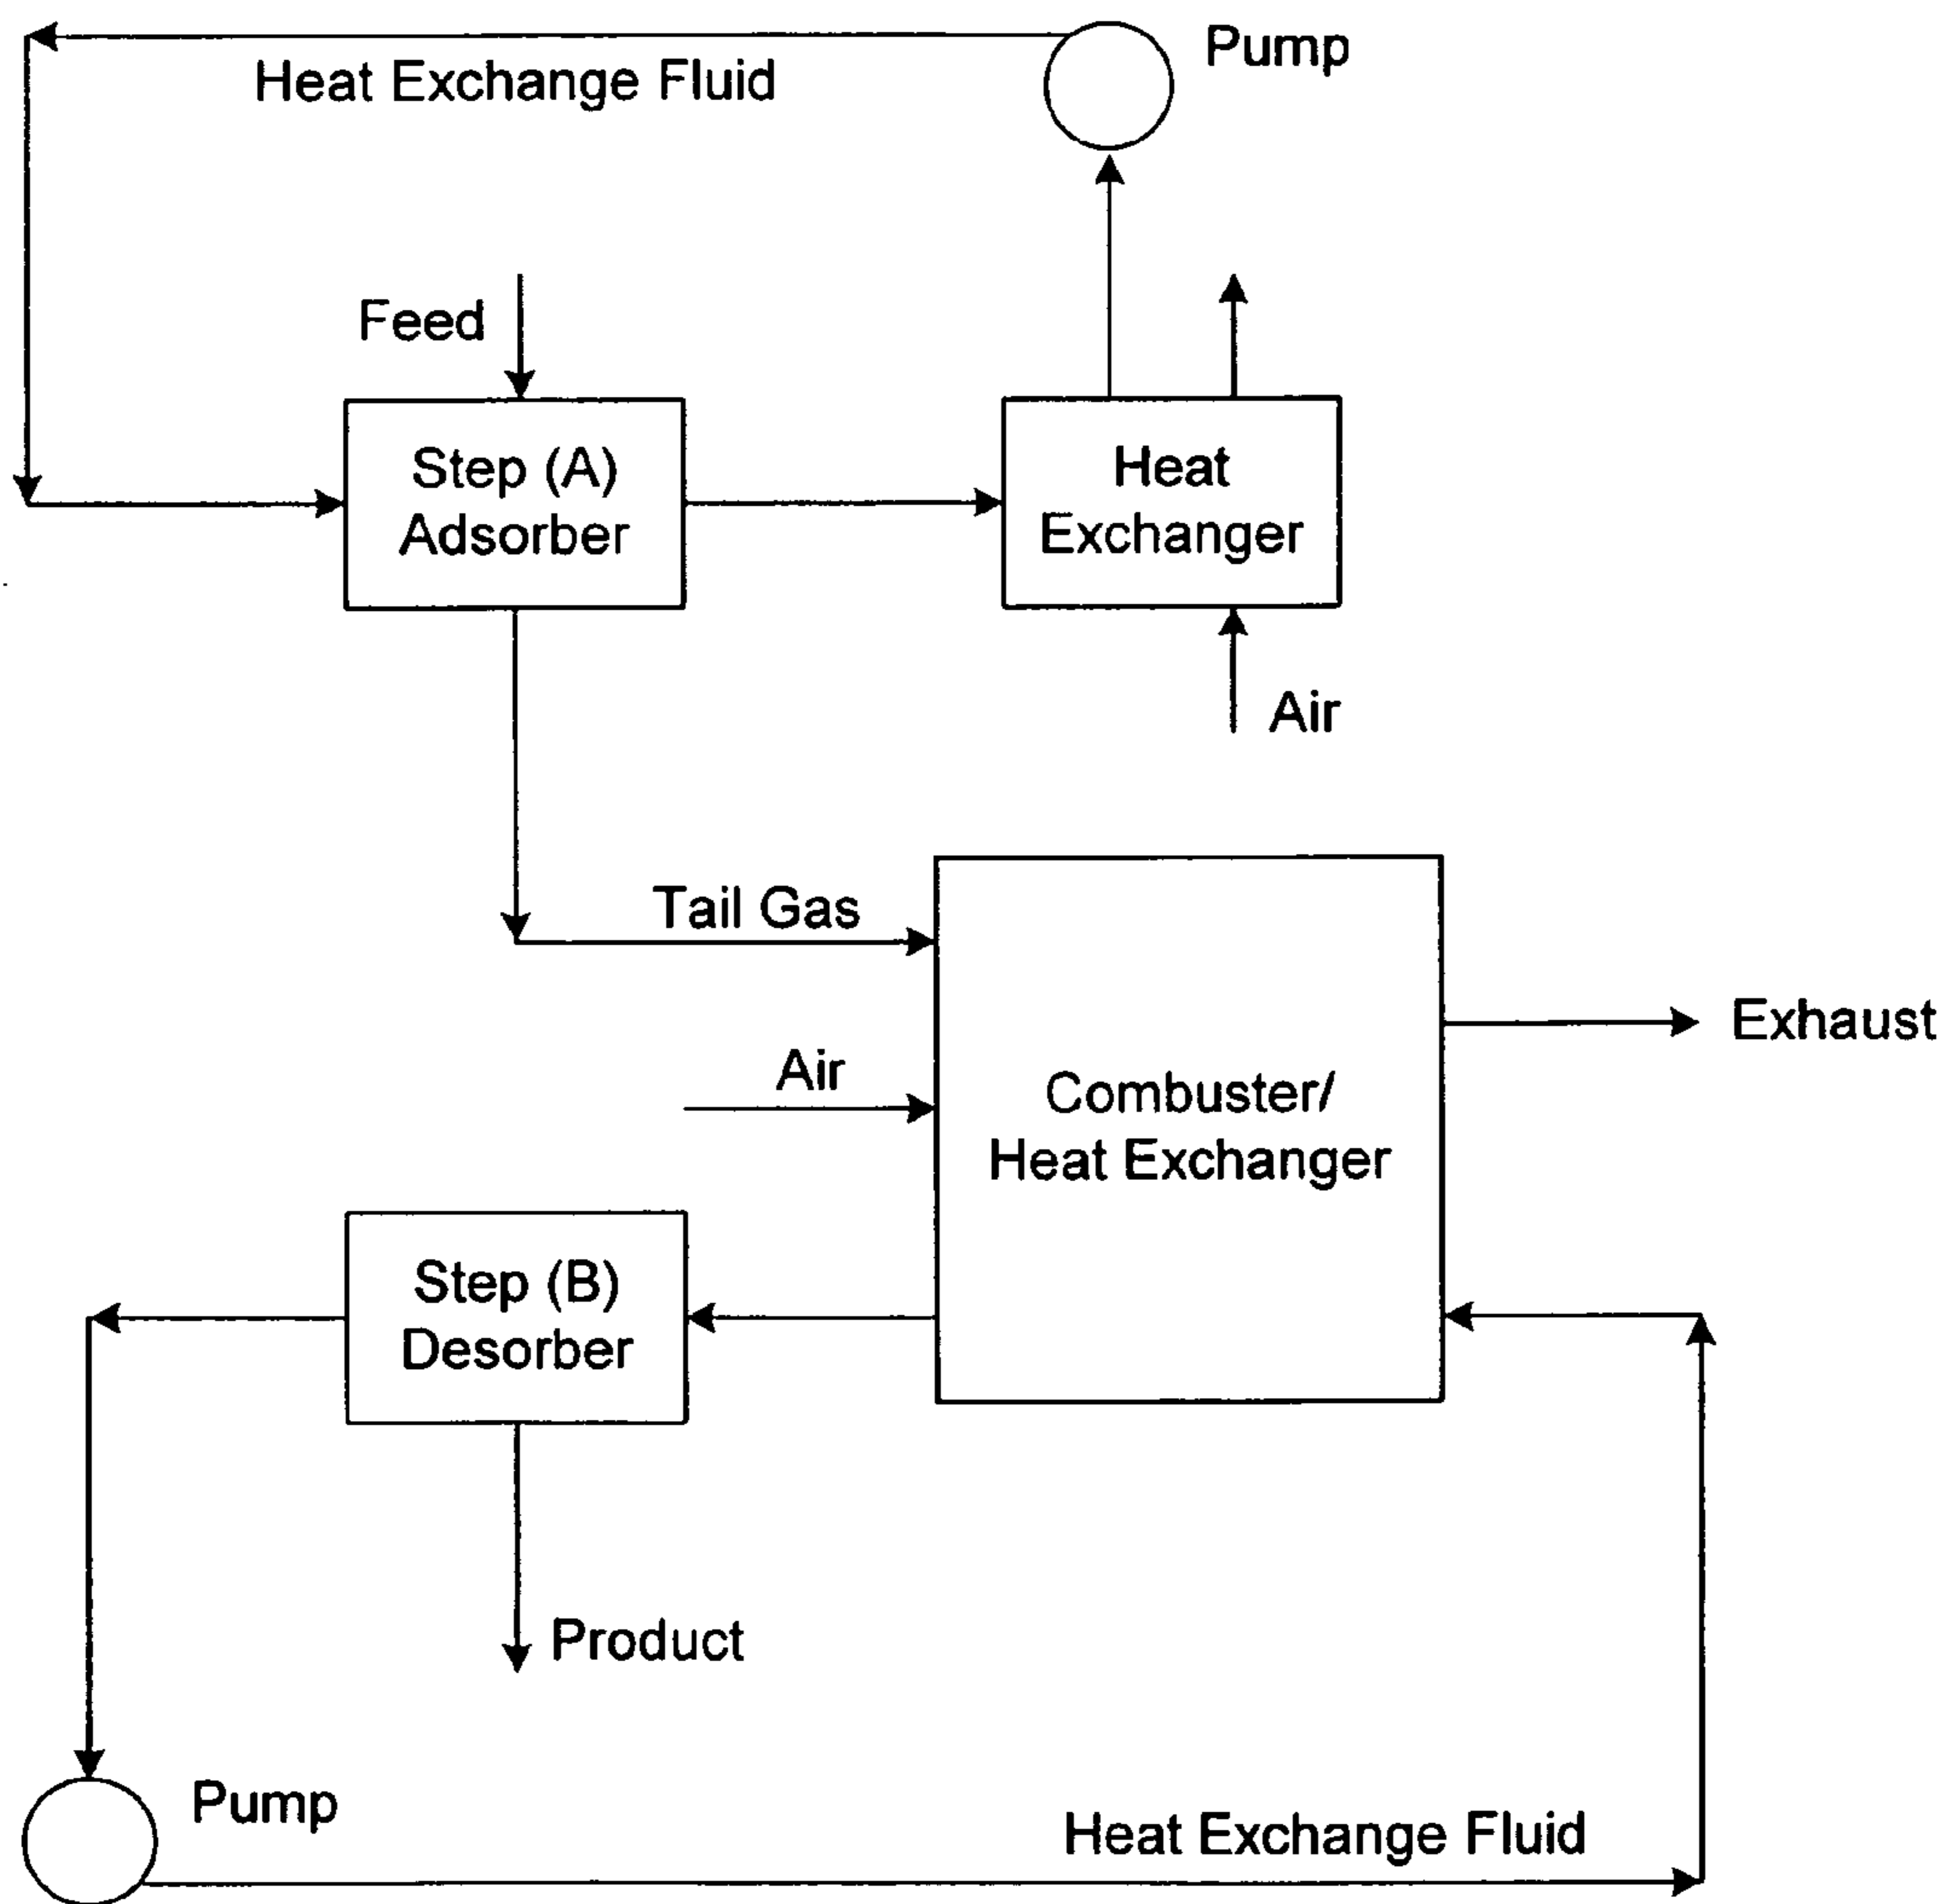 Pump
Heat Exchange Fluid
Feed
Step (A)
Adsorber
Heat
Exchanger
Air
Tail Gas
Exhaust
Air
Combuster/
Heat Exchanger
Step (B)
Desorber
Product
Pump
Heat Exchange Fluid